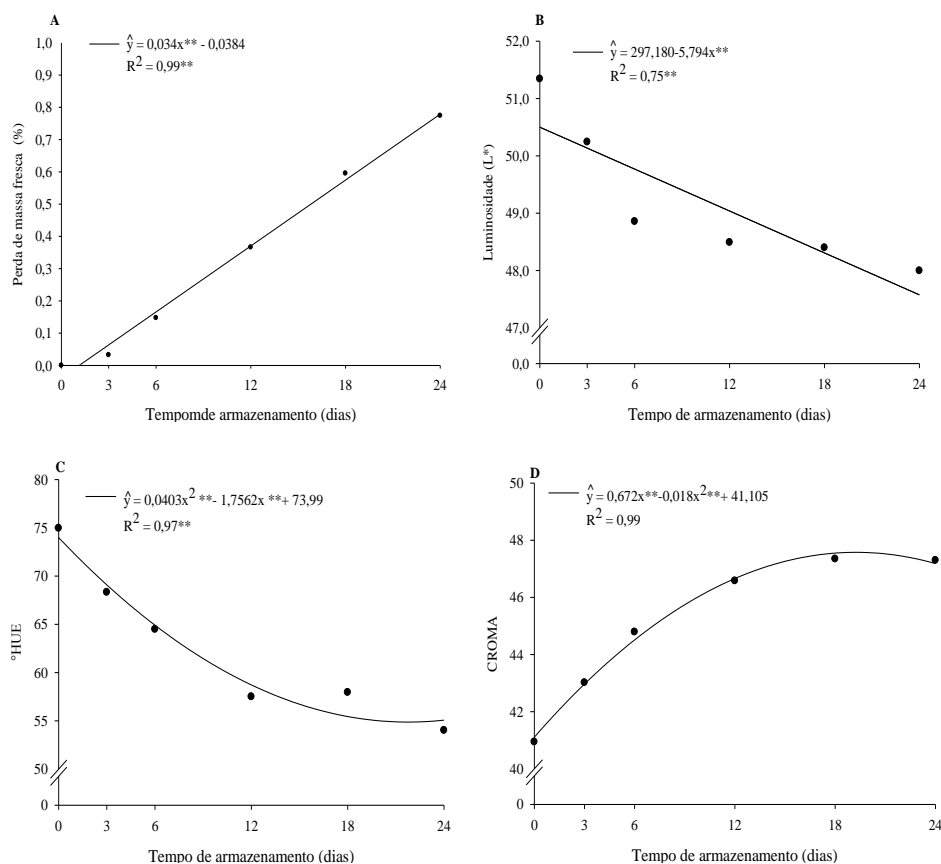 A
ŷ = 0,034x** - 0,0384
R² = 0,99**
1,0
0,9
0,8
0,7
0,6
0,5
0,4
0,3
0,2
0,1
0,0
Perda de massa fresca (%)
0 3 6 12 18 24
Tempomde armazenamento (dias)
B
ŷ = 297,180-5,794x**
R² = 0,75**
52,0
51,0
50,0
49,0
48,0
47,0
0,0
Luminosidade (L*)
0 3 6 12 18 24
Tempo de armazenamento (dias)
C
ŷ = 0,0403x² **- 1,7562x **+ 73,99
R² = 0,97**
80
75
70
65
60
55
50
0
°HUE
0 3 6 12 18 24
Tempo de armazenamento (dias)
D
ŷ = 0,672x**-0,018x²**+ 41,105
R² = 0,99
50
48
46
44
42
40
0
CROMA
0 3 6 12 18 24
Tempo de armazenamento (dias)